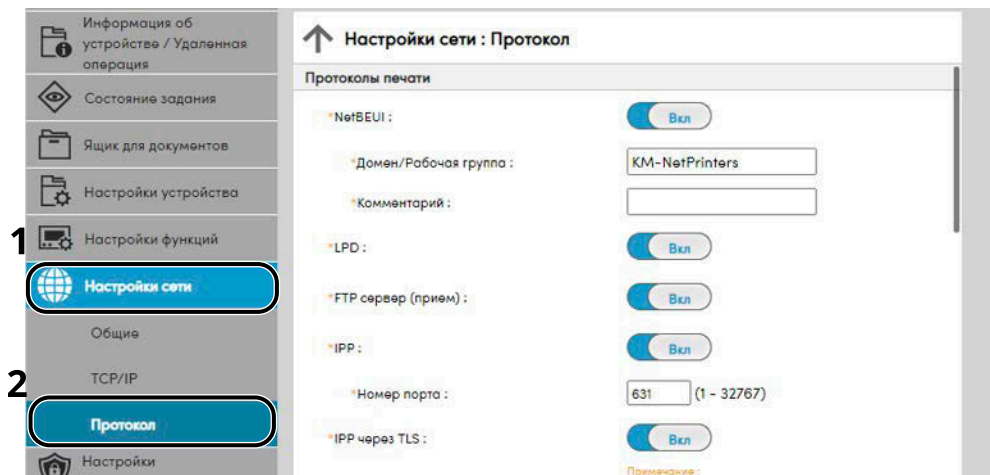 Информация об
устройстве / Удаленная
операция
Состояние задания
Ящик для документов
Настройки устройства
1
Настройки функций
Настройки сети
Общие
TCP/IP
2
Протокол
Настройки
Настройки сети : Протокол
Протоколы печати
*NetBEUI :
Вкл
*Домен/Рабочая группа :
KM-NetPrinters
*Комментарий :
*LPD :
Вкл
*FTP сервер (прием) :
Вкл
*IPP :
Вкл
*Номер порта :
631
(1 - 32767)
*IPP через TLS :
Вкл
Примечание :